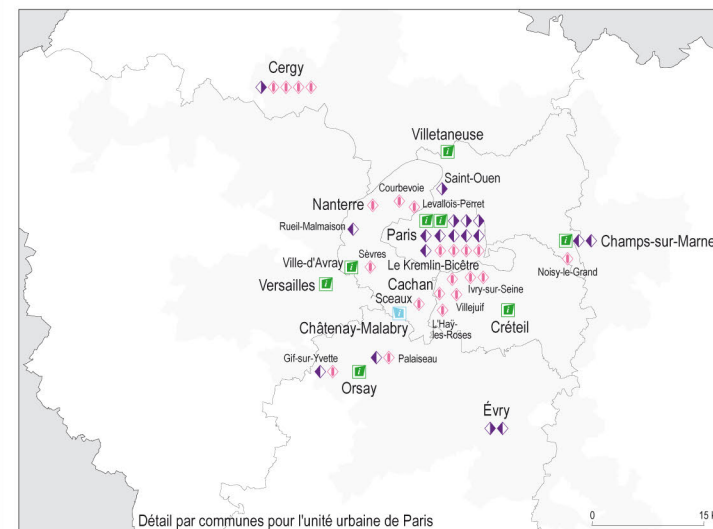 Cergy
Villetaneuse
Saint-Ouen
Courbevoie
Nanterre
Levallois-Perret
Rueil-Malmaison
Paris
Champs-sur-Marne
Ville-d'Avray
Sèvres
Le Kremlin-Bicêtre
Noisy-le-Grand
Versailles
Cachan
Ivry-sur-Seine
Sceaux
Villejuif
Châtenay-Malabry
L'Haÿ-
les-Roses
Créteil
Gif-sur-Yvette
Palaiseau
Orsay
Évry
Détail par communes pour l'unité urbaine de Paris
0
15 k